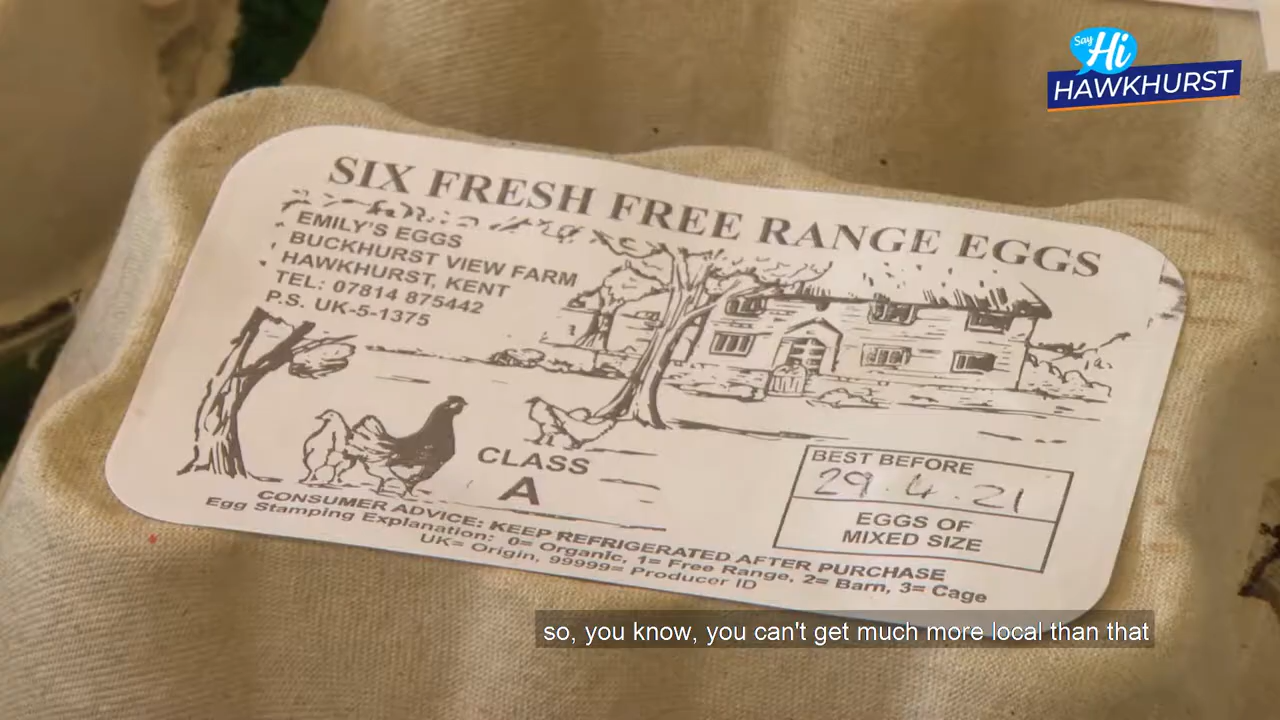 Say
Hi
HAWKHURST
SIX FRESH FREE RANGE EGGS
EMILY'S EGGS
BUCKHURST VIEW FARM
HAWKHURST, KENT
TEL: 07814 875442
P.S. UK-5-1375
CLASS
A
BEST BEFORE
29.4.21
EGGS OF
MIXED SIZE
CONSUMER ADVICE: KEEP REFRIGERATED AFTER PURCHASE
Egg Stamping Explanation: 0= Organic, 1= Free Range, 2= Barn, 3= Cage
UK= Origin, 99999= Producer ID
so, you know, you can't get much more local than that